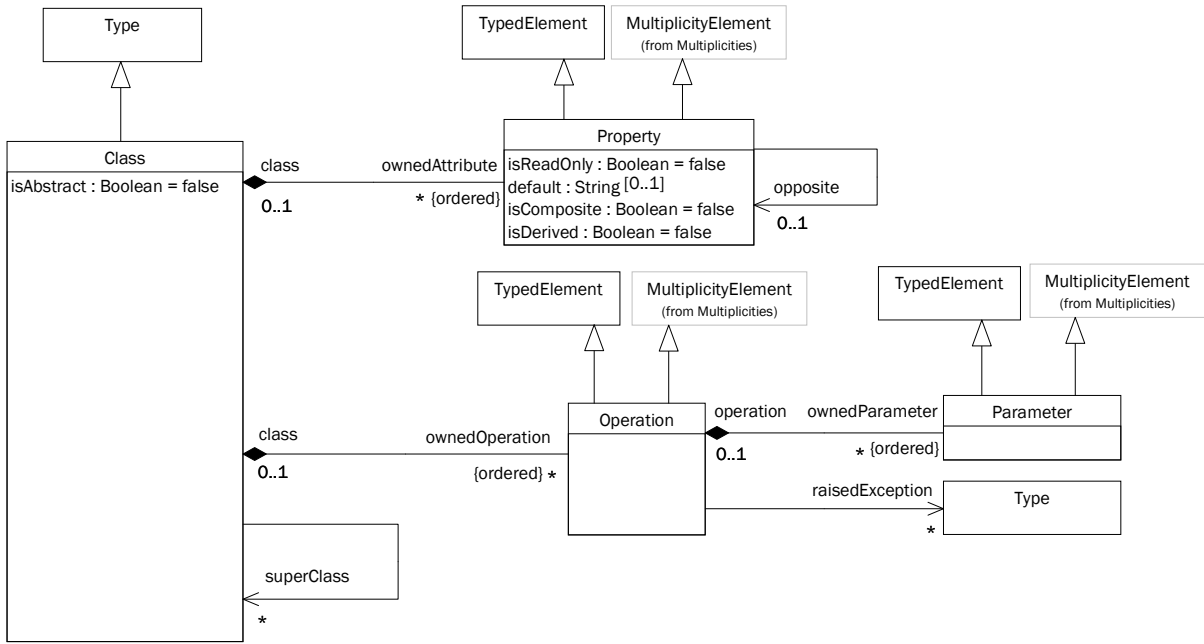 Type
TypedElement
MultiplicityElement
(from Multiplicities)
Class
isAbstract : Boolean = false
class
0..1
ownedAttribute
* {ordered}
Property
isReadOnly : Boolean = false
default : String [0..1]
isComposite : Boolean = false
isDerived : Boolean = false
opposite
0..1
TypedElement
MultiplicityElement
(from Multiplicities)
TypedElement
MultiplicityElement
(from Multiplicities)
class
0..1
ownedOperation
{ordered} *
Operation
operation
0..1
ownedParameter
* {ordered}
Parameter
raisedException
*
Type
superClass
*